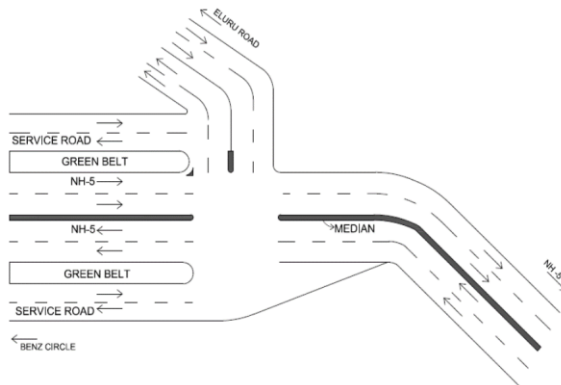 ELURU ROAD
SERVICE ROAD
GREEN BELT
NH-5
NH-5
MEDIAN
GREEN BELT
NH -5
SERVICE ROAD
BENZ CIRCLE